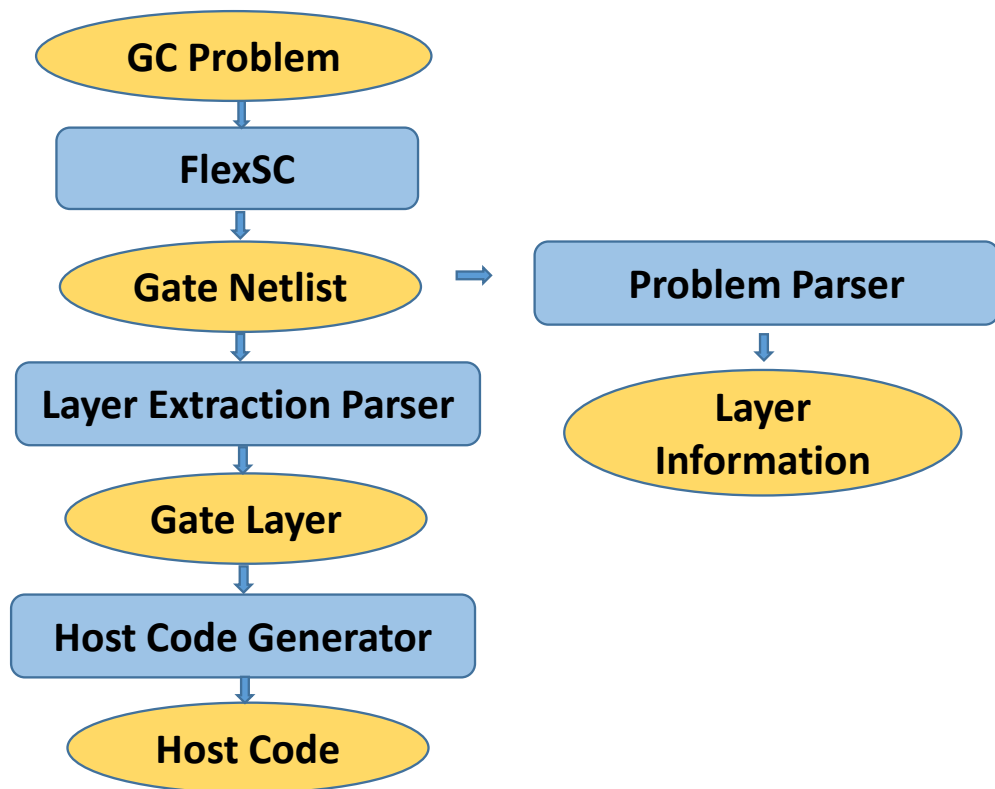 GC Problem
FlexSC
Gate Netlist
Problem Parser
Layer Extraction Parser
Layer
Information
Gate Layer
Host Code Generator
Host Code